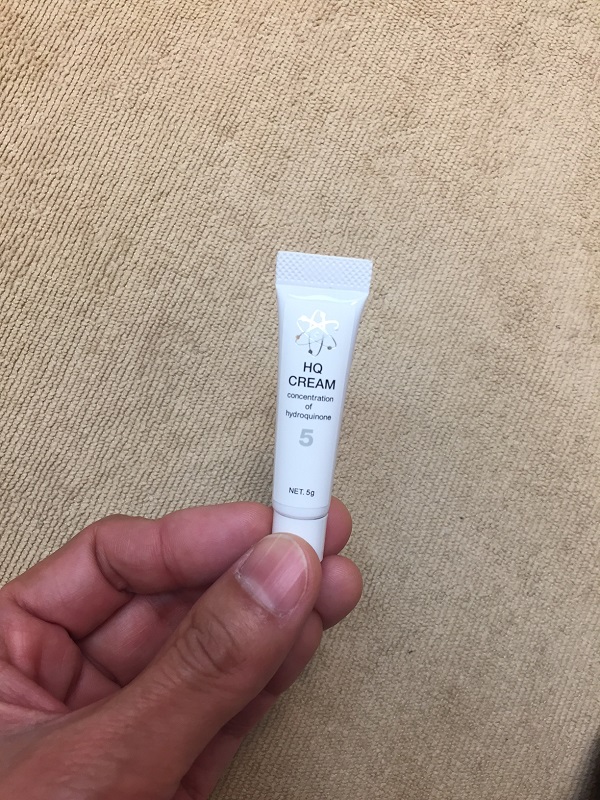 HQ
CREAM
concentration
of
hydroquinone
5
NET. 5g